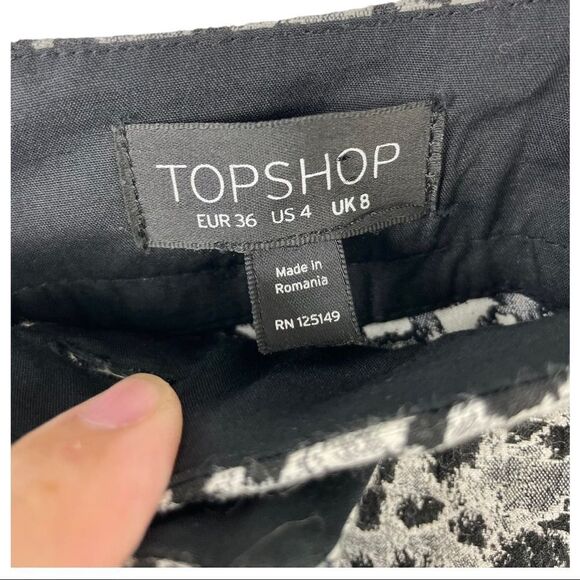 TOPSHOP
EUR 36 US 4 UK 8
Made in
Romania
RN 125149